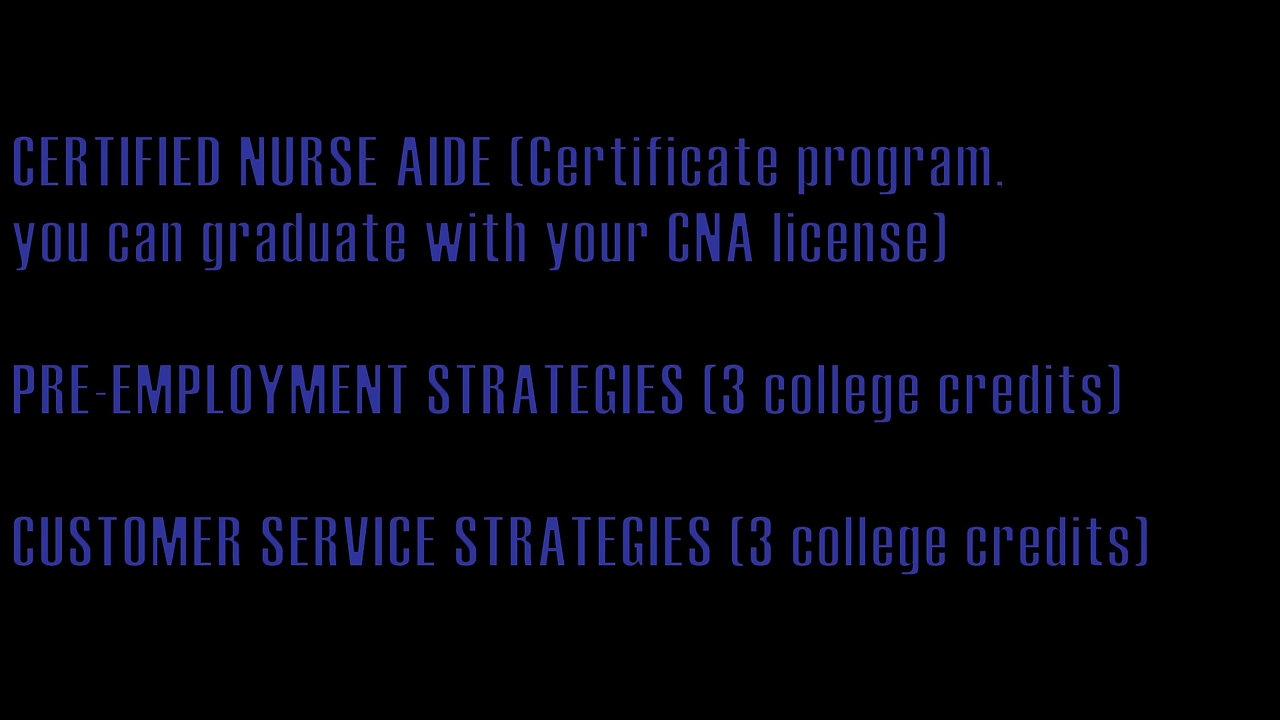 CERTIFIED NURSE AIDE (Certificate program.
you can graduate with your CNA license)
PRE-EMPLOYMENT STRATEGIES (3 college credits)
CUSTOMER SERVICE STRATEGIES (3 college credits)